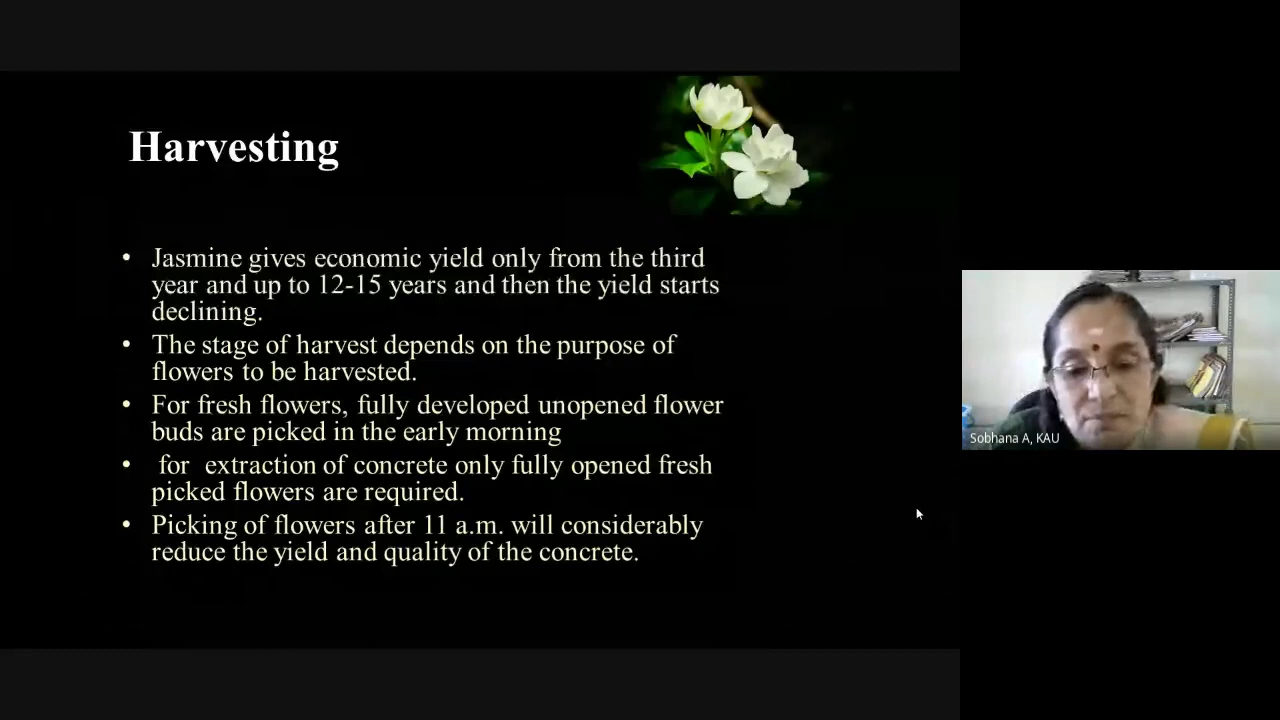 Harvesting
• Jasmine gives economic yield only from the third
year and up to 12-15 years and then the yield starts
declining.
• The stage of harvest depends on the purpose of
flowers to be harvested.
• For fresh flowers, fully developed unopened flower
buds are picked in the early morning
• for extraction of concrete only fully opened fresh
picked flowers are required.
• Picking of flowers after 11 a.m. will considerably
reduce the yield and quality of the concrete.
Sobhana A, KAU